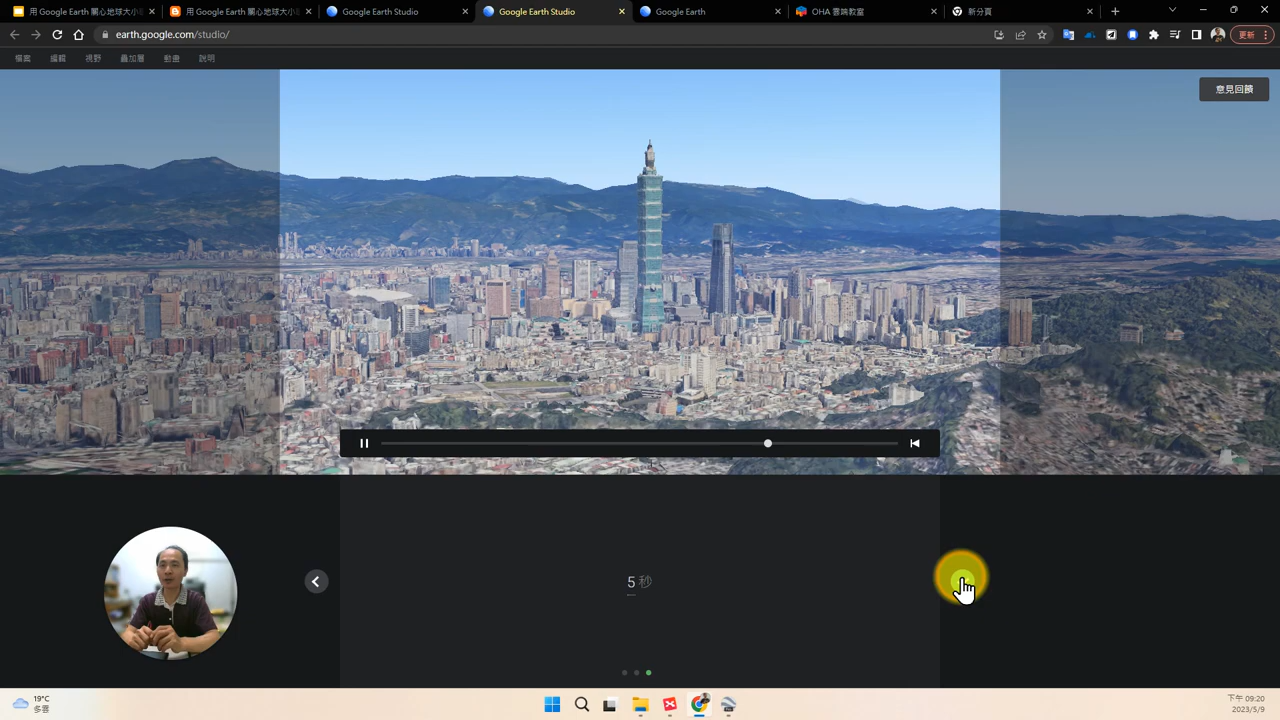 用 Google Earth 關心地球大小
用 Google Earth 關心地球大小
Google Earth Studio
Google Earth Studio
Google Earth
OHA 雲端教室
新分頁
earth.google.com/studio/
更新
檔案
編輯
視野
疊加層
動畫
說明
意見回饋
5 秒
19°C
多雲
下午 09:20
2023/5/9